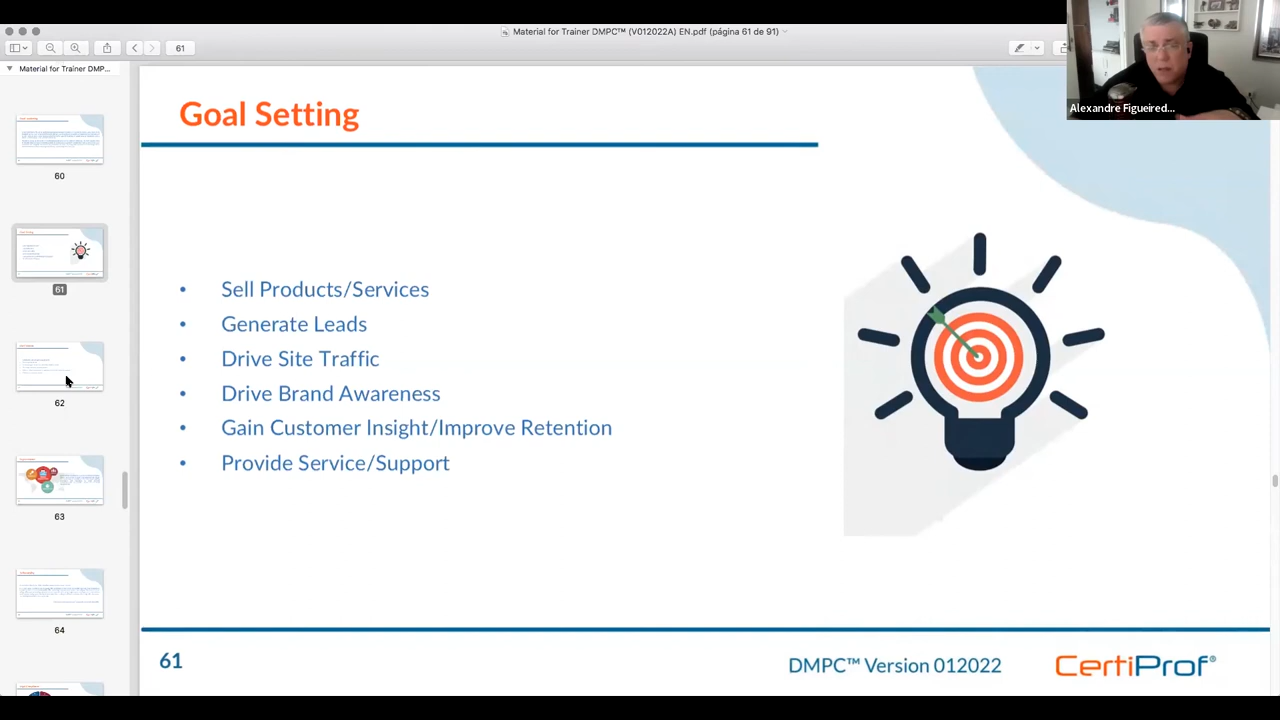 Material for Trainer DMPC™ (V012022A) EN.pdf (página 61 de 91)
61
Material for Trainer DMP...
60
61
62
63
64
Goal Setting
• Sell Products/Services
• Generate Leads
• Drive Site Traffic
• Drive Brand Awareness
• Gain Customer Insight/Improve Retention
• Provide Service/Support
61
DMPC™ Version 012022
CertiProf®
Alexandre Figueired...